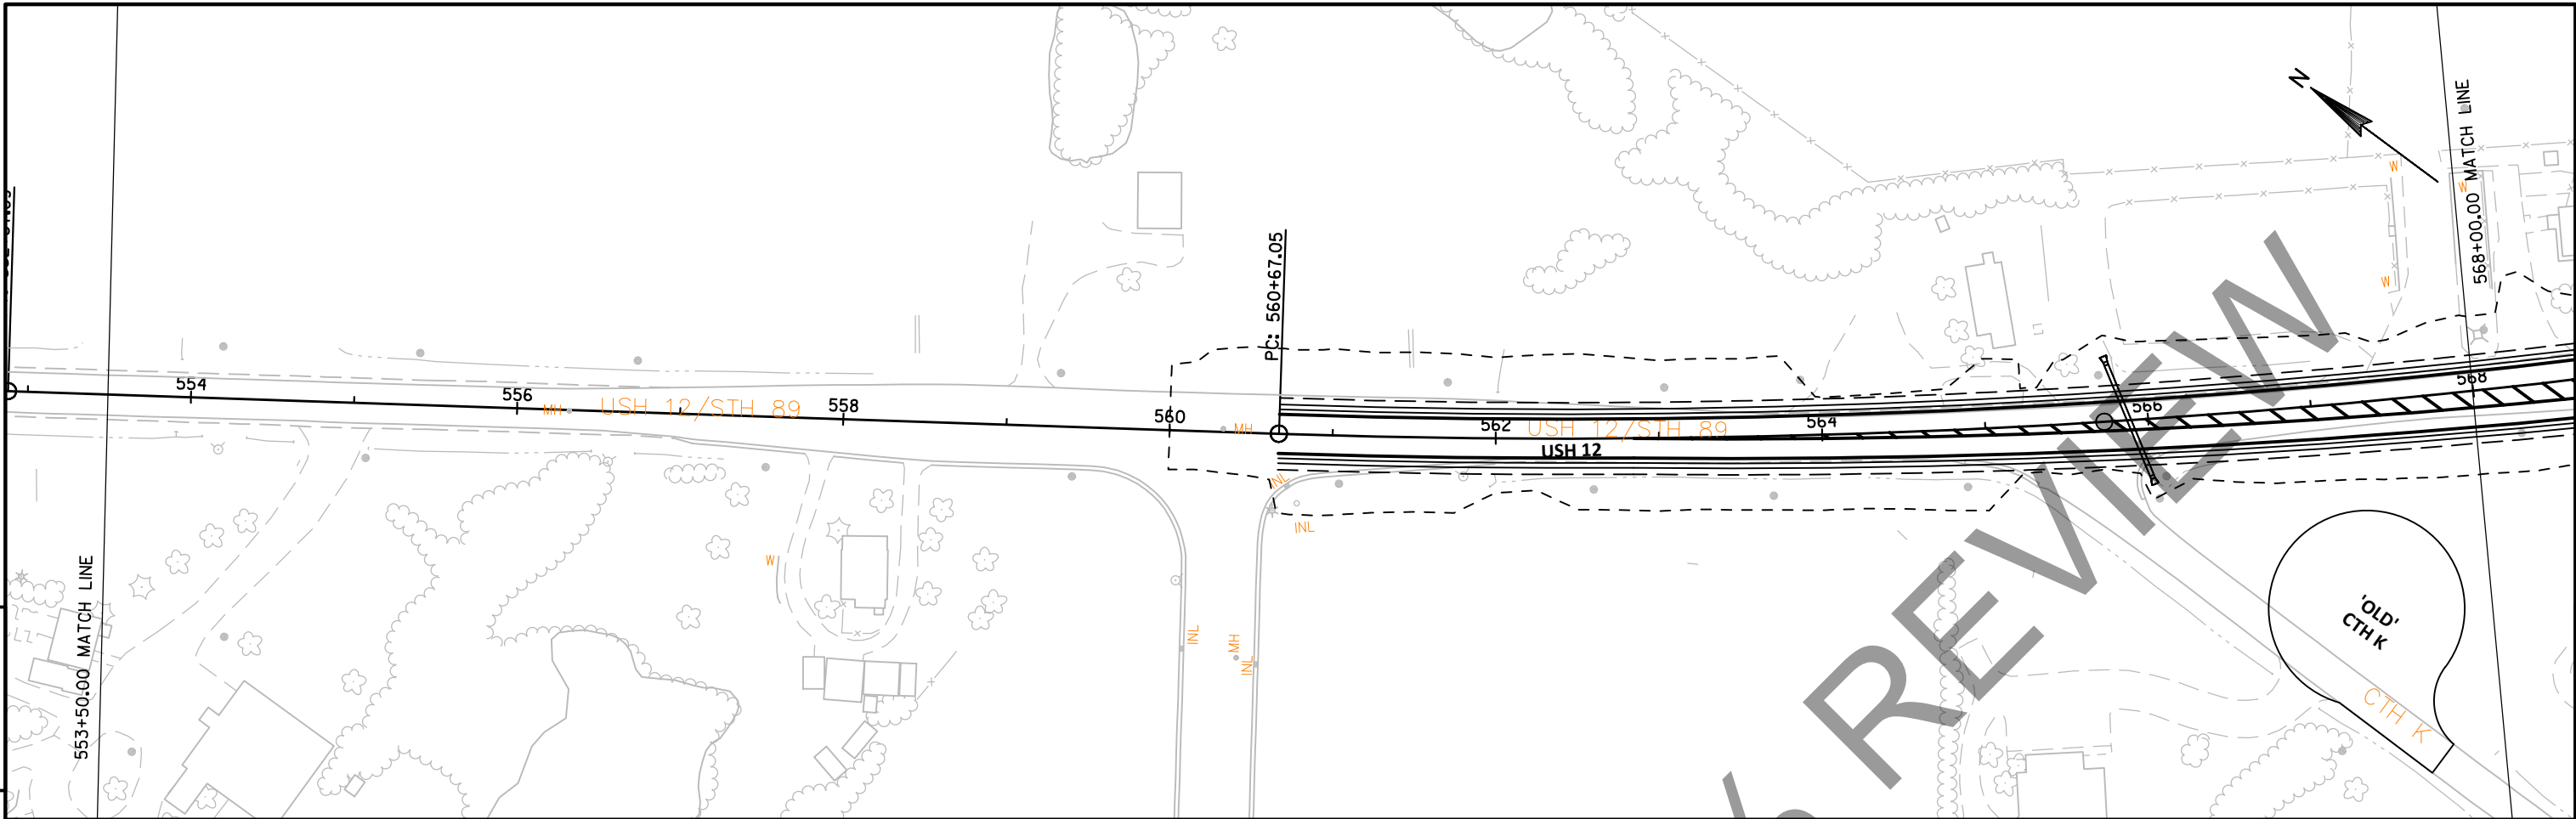 N
568+00.00 MATCH LINE
W
W
W
PC: 560+67.05
554
556
MH
USH 12/STH 89
558
560
MH
562
USH 12/STH 89
USH 12
564
566
568
INL
INL
553+50.00 MATCH LINE
W
INL
MH
INL
'OLD'
CTH K
CTH K
REVIEW